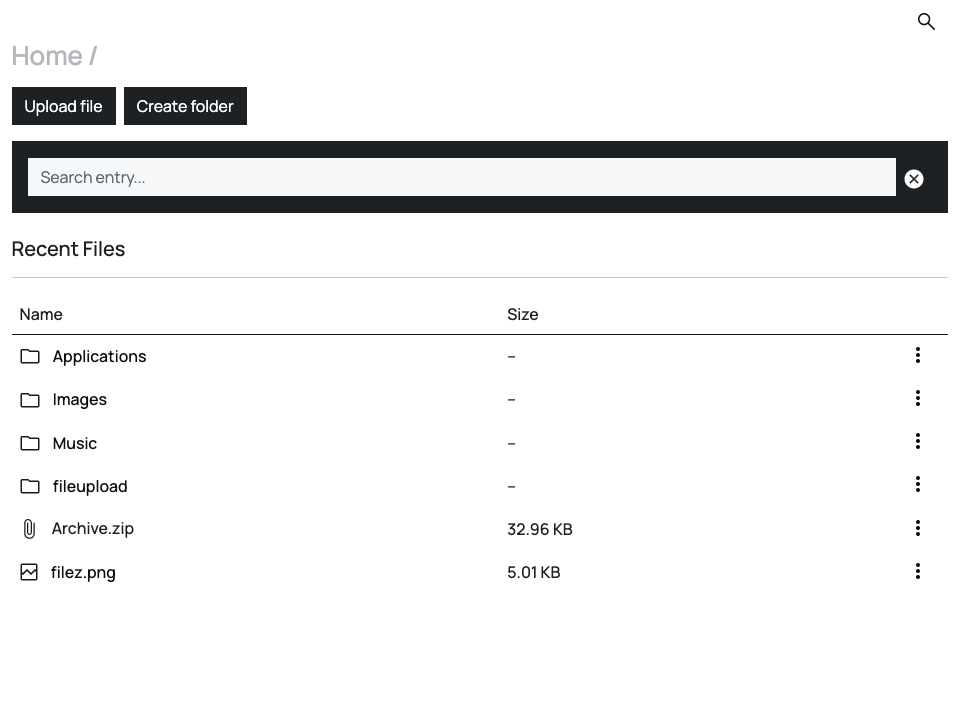 Home /
Upload file Create folder
Search entry...
Recent Files
Name Size
Applications –
Images –
Music –
fileupload –
Archive.zip 32.96 KB
filez.png 5.01 KB